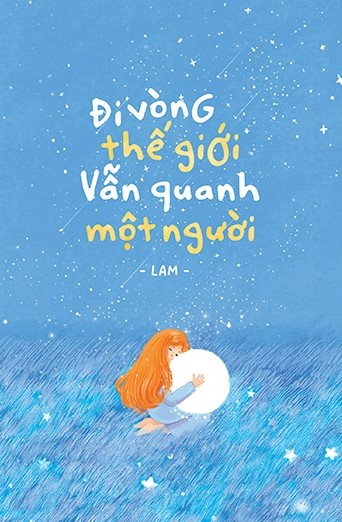 Đi vòng
thế giới
Vẫn quanh
một người
- LAM -